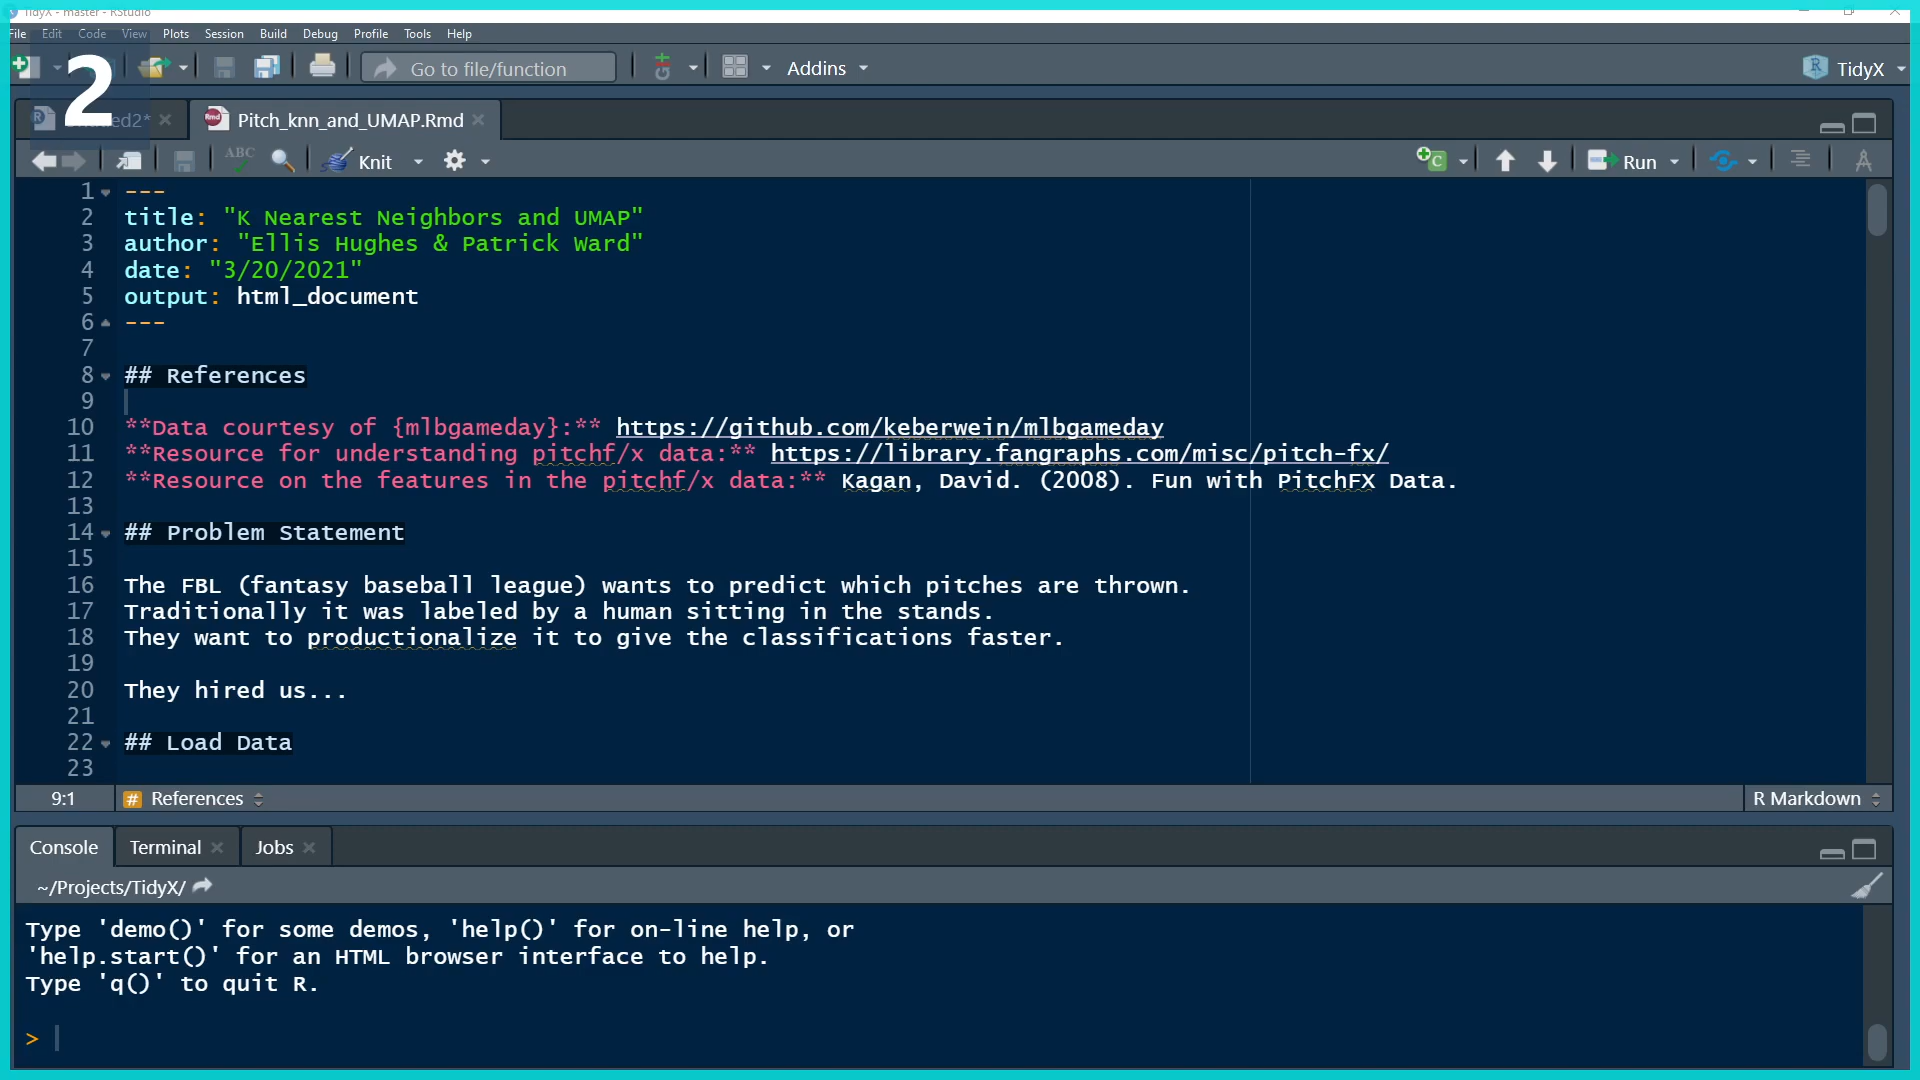 TidyX - master - RStudio
File Edit Code View Plots Session Build Debug Profile Tools Help
2
Go to file/function
Addins
TidyX
Pitch_knn_and_UMAP.Rmd
ABC
Knit
Run
1 ---
2 title: "K Nearest Neighbors and UMAP"
3 author: "Ellis Hughes & Patrick Ward"
4 date: "3/20/2021"
5 output: html_document
6 ---
7
8 ## References
9
10 **Data courtesy of {mlbgameday}:** https://github.com/keberwein/mlbgameday
11 **Resource for understanding pitchf/x data:** https://library.fangraphs.com/misc/pitch-fx/
12 **Resource on the features in the pitchf/x data:** Kagan, David. (2008). Fun with PitchFX Data.
13
14 ## Problem Statement
15
16 The FBL (fantasy baseball league) wants to predict which pitches are thrown.
17 Traditionally it was labeled by a human sitting in the stands.
18 They want to productionalize it to give the classifications faster.
19
20 They hired us...
21
22 ## Load Data
23
9:1 # References R Markdown
Console Terminal Jobs
~/Projects/TidyX/
Type 'demo()' for some demos, 'help()' for on-line help, or
'help.start()' for an HTML browser interface to help.
Type 'q()' to quit R.
>